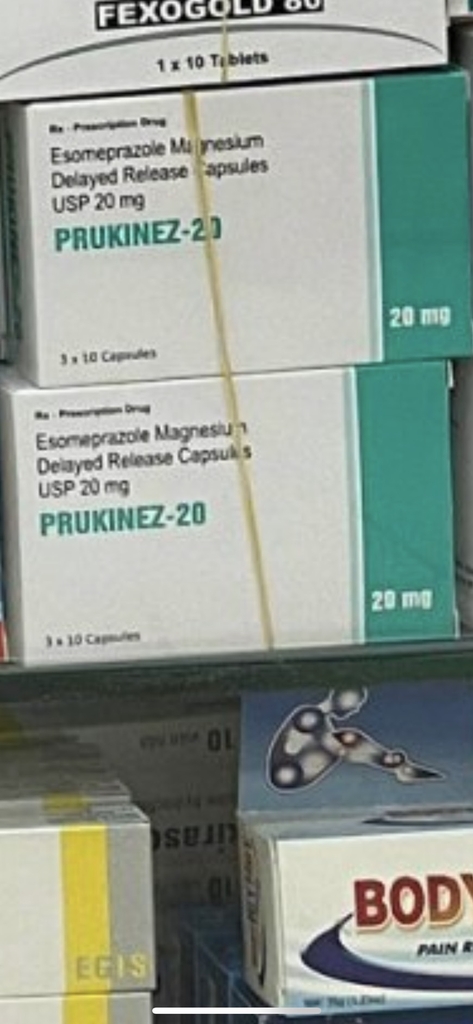 FEXOGOLD 80
1 x 10 Tablets
Rx - Prescription Drug
Esomeprazole Magnesium
Delayed Release Capsules
USP 20 mg
PRUKINEZ-20
20 mg
3 x 10 Capsules
Rx - Prescription Drug
Esomeprazole Magnesium
Delayed Release Capsules
USP 20 mg
PRUKINEZ-20
20 mg
3 x 10 Capsules
10
10
EGIS
BODY
PAIN R